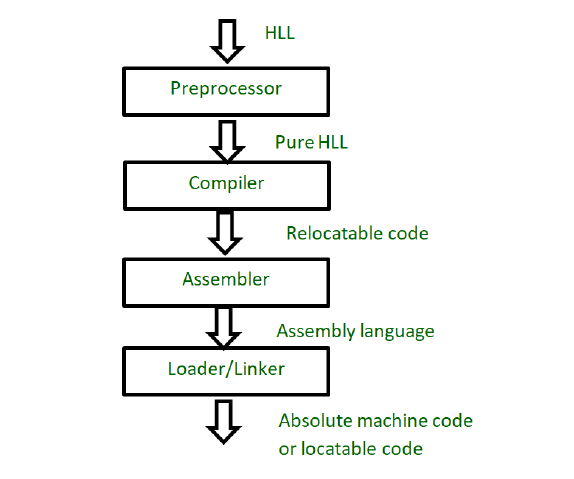 HLL
Preprocessor
Pure HLL
Compiler
Relocatable code
Assembler
Assembly language
Loader/Linker
Absolute machine code
or locatable code